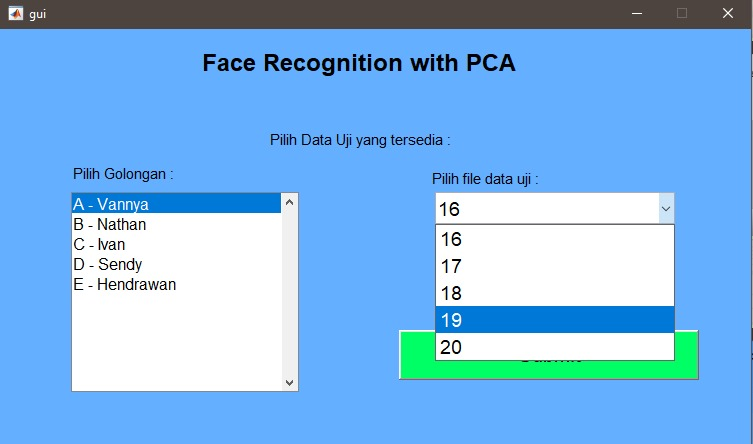 gui
Face Recognition with PCA
Pilih Data Uji yang tersedia :
Pilih Golongan :
A - Vannya
B - Nathan
C - Ivan
D - Sendy
E - Hendrawan
Pilih file data uji :
16
16
17
18
19
20